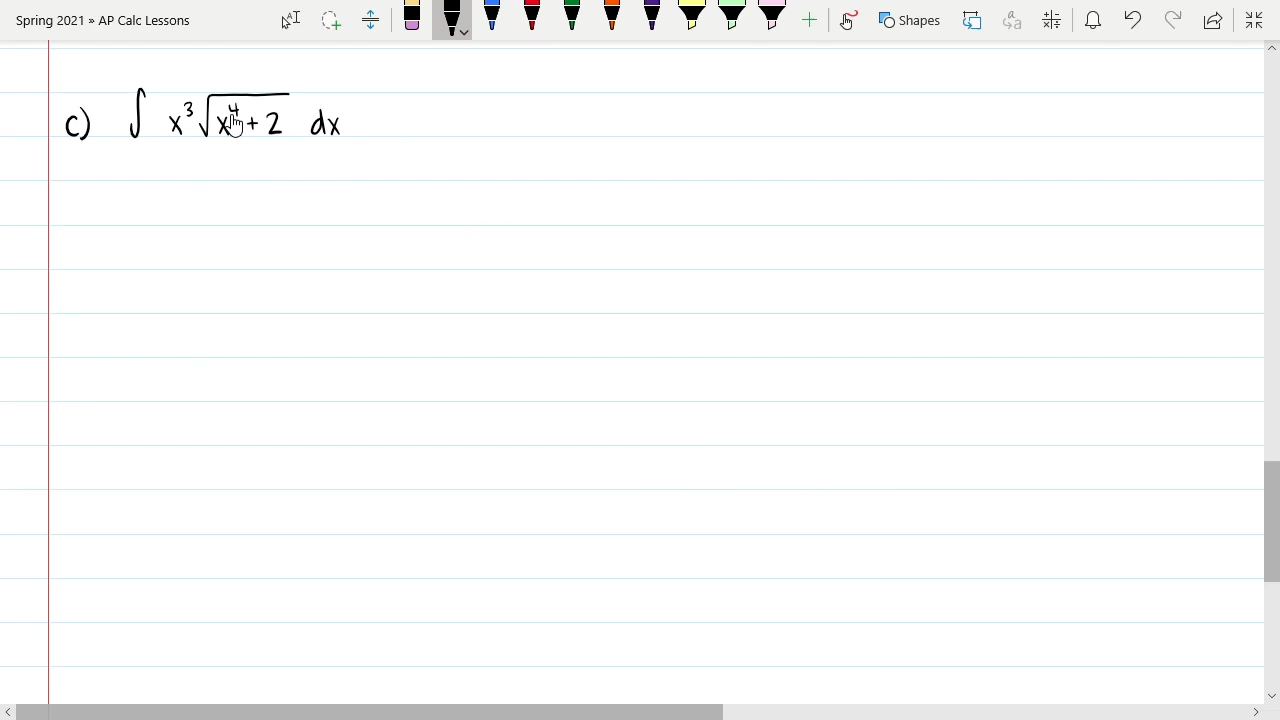 Spring 2021 » AP Calc Lessons
Shapes
c) ∫ x³√(x⁴+2) dx